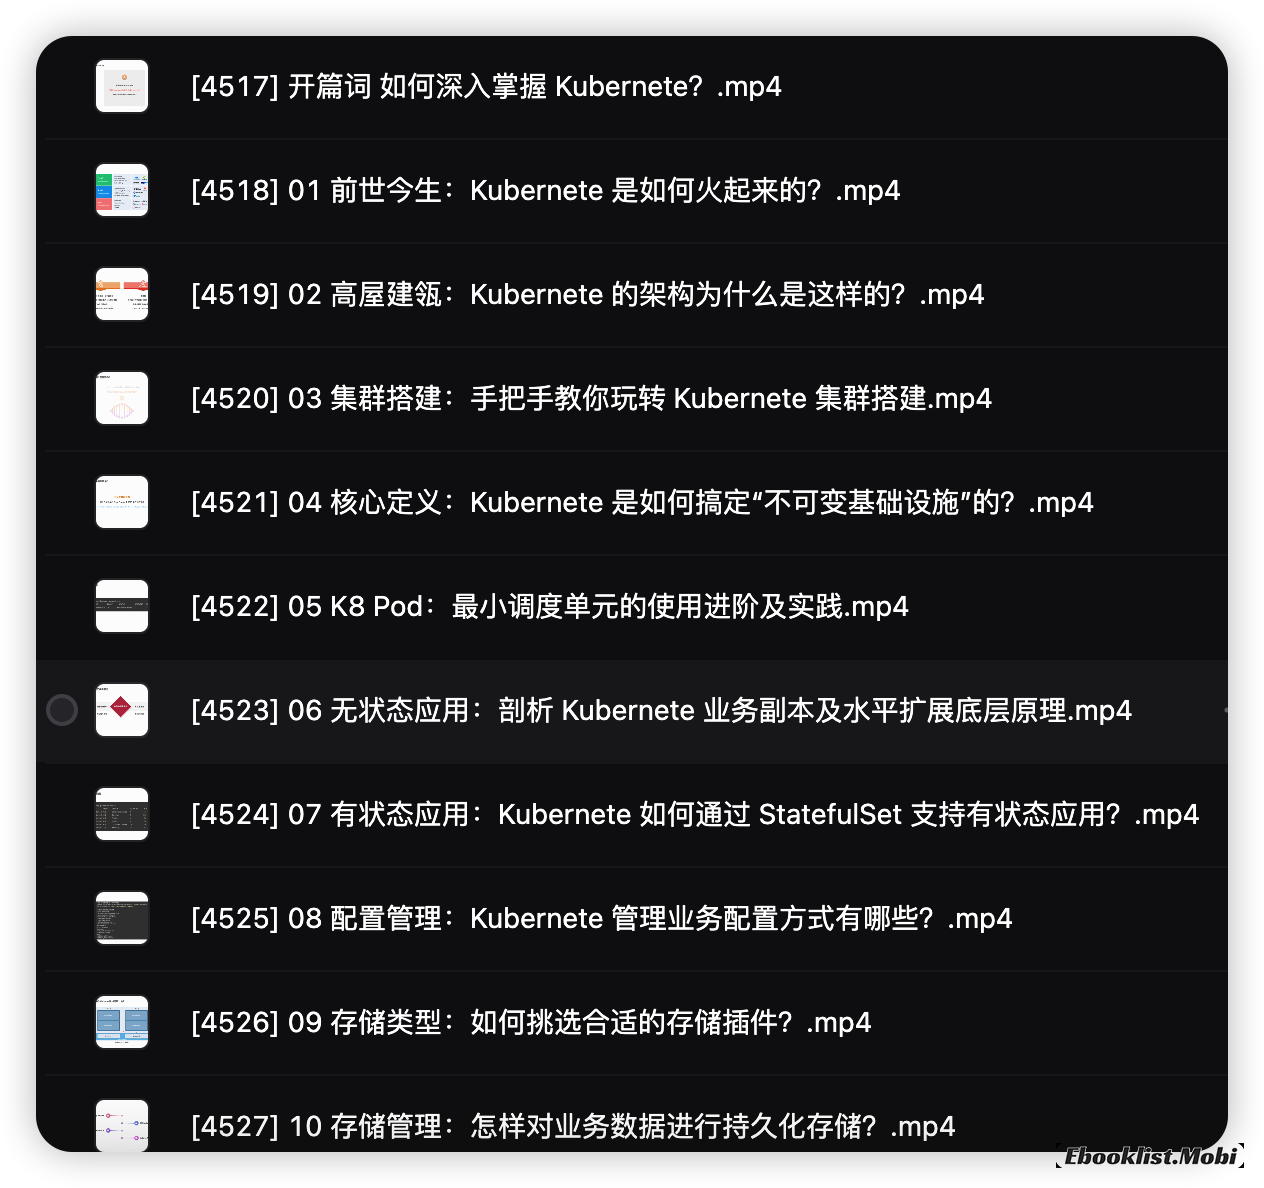 [4517] 开篇词 如何深入掌握 Kubernete? .mp4
[4518] 01 前世今生：Kubernete 是如何火起来的? .mp4
[4519] 02 高屋建瓴：Kubernete 的架构为什么是这样的? .mp4
[4520] 03 集群搭建：手把手教你玩转 Kubernete 集群搭建.mp4
[4521] 04 核心定义：Kubernete 是如何搞定“不可变基础设施”的? .mp4
[4522] 05 K8 Pod：最小调度单元的使用进阶及实践.mp4
[4523] 06 无状态应用：剖析 Kubernete 业务副本及水平扩展底层原理.mp4
[4524] 07 有状态应用：Kubernete 如何通过 StatefulSet 支持有状态应用? .mp4
[4525] 08 配置管理：Kubernete 管理业务配置方式有哪些? .mp4
[4526] 09 存储类型：如何挑选合适的存储插件? .mp4
[4527] 10 存储管理：怎样对业务数据进行持久化存储? .mp4
Ebooklist.Mobi